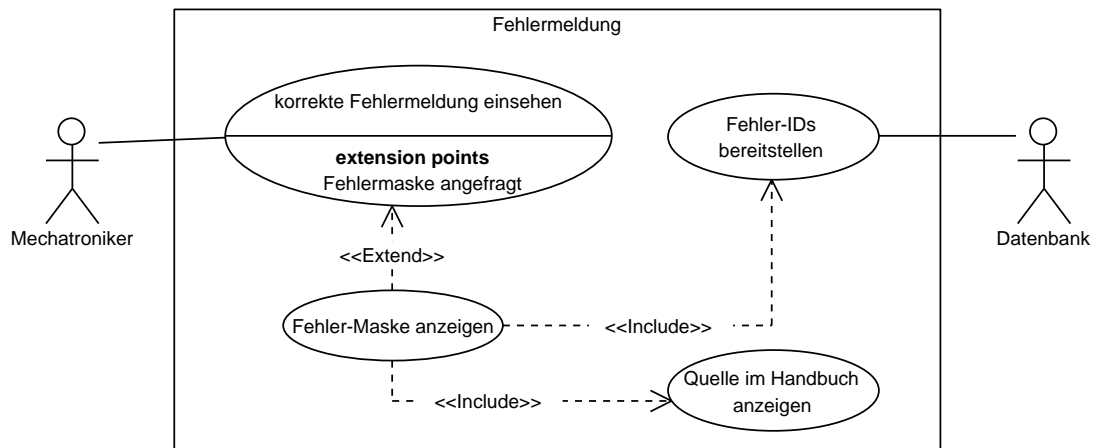 Fehlermeldung
korrekte Fehlermeldung einsehen
extension points
Fehlermaske angefragt
Fehler-IDs
bereitstellen
Mechatroniker
Datenbank
<<Extend>>
Fehler-Maske anzeigen
<<Include>>
Quelle im Handbuch
anzeigen
<<Include>>